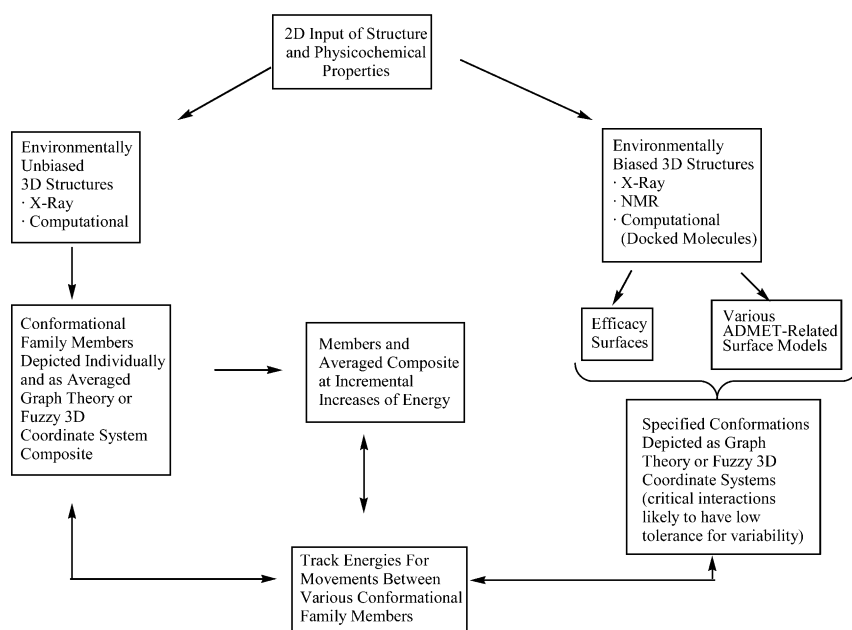 2D Input of Structure
and Physicochemical
Properties
Environmentally
Unbiased
3D Structures
· X-Ray
· Computational
Environmentally
Biased 3D Structures
· X-Ray
· NMR
· Computational
(Docked Molecules)
Conformational
Family Members
Depicted Individually
and as Averaged
Graph Theory or
Fuzzy 3D
Coordinate System
Composite
Members and
Averaged Composite
at Incremental
Increases of Energy
Efficacy
Surfaces
Various
ADMET-Related
Surface Models
Specified Conformations
Depicted as Graph
Theory or Fuzzy 3D
Coordinate Systems
(critical interactions
likely to have low
tolerance for variability)
Track Energies For
Movements Between
Various Conformational
Family Members